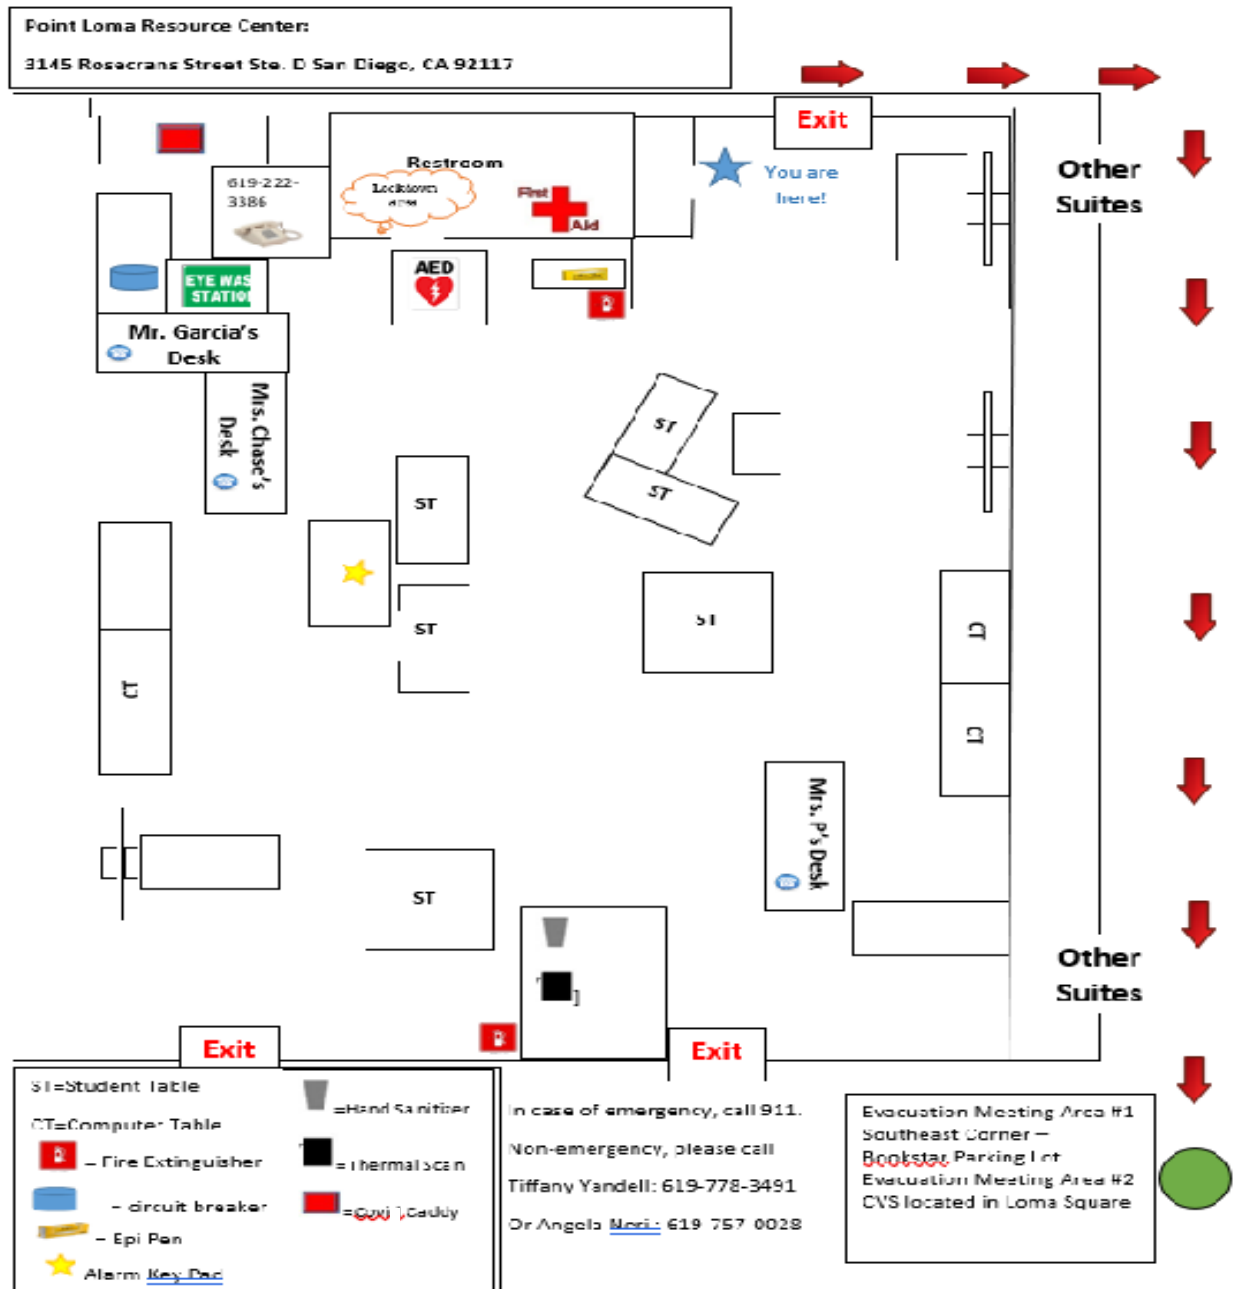 Point Loma Resource Center:
3145 Rosecrans Street Ste. D San Diego, CA 92117
Exit
You are
here!
Other
Suites
Restroom
Lockdown
area
First
Aid
619-222-
3386
AED
EYE WAS
STATION
Mr. Garcia's
Desk
Mrs. Chase's
Desk
ST
ST
ST
ST
ST
CT
CT
CT
Mrs. P's Desk
ST
Other
Suites
Exit
Exit
ST=Student Table
CT=Computer Table
= Fire Extinguisher
= circuit breaker
= Epi Pen
Alarm Key Pad
=Hand Sanitizer
=Thermal Scan
Caddy
In case of emergency, call 911.
Non-emergency, please call
Tiffany Yandell: 619-778-3491
Or Angela Neri: 619-757-0028
Evacuation Meeting Area #1
Southeast Corner –
Bookstar Parking Lot
Evacuation Meeting Area #2
CVS located in Loma Square